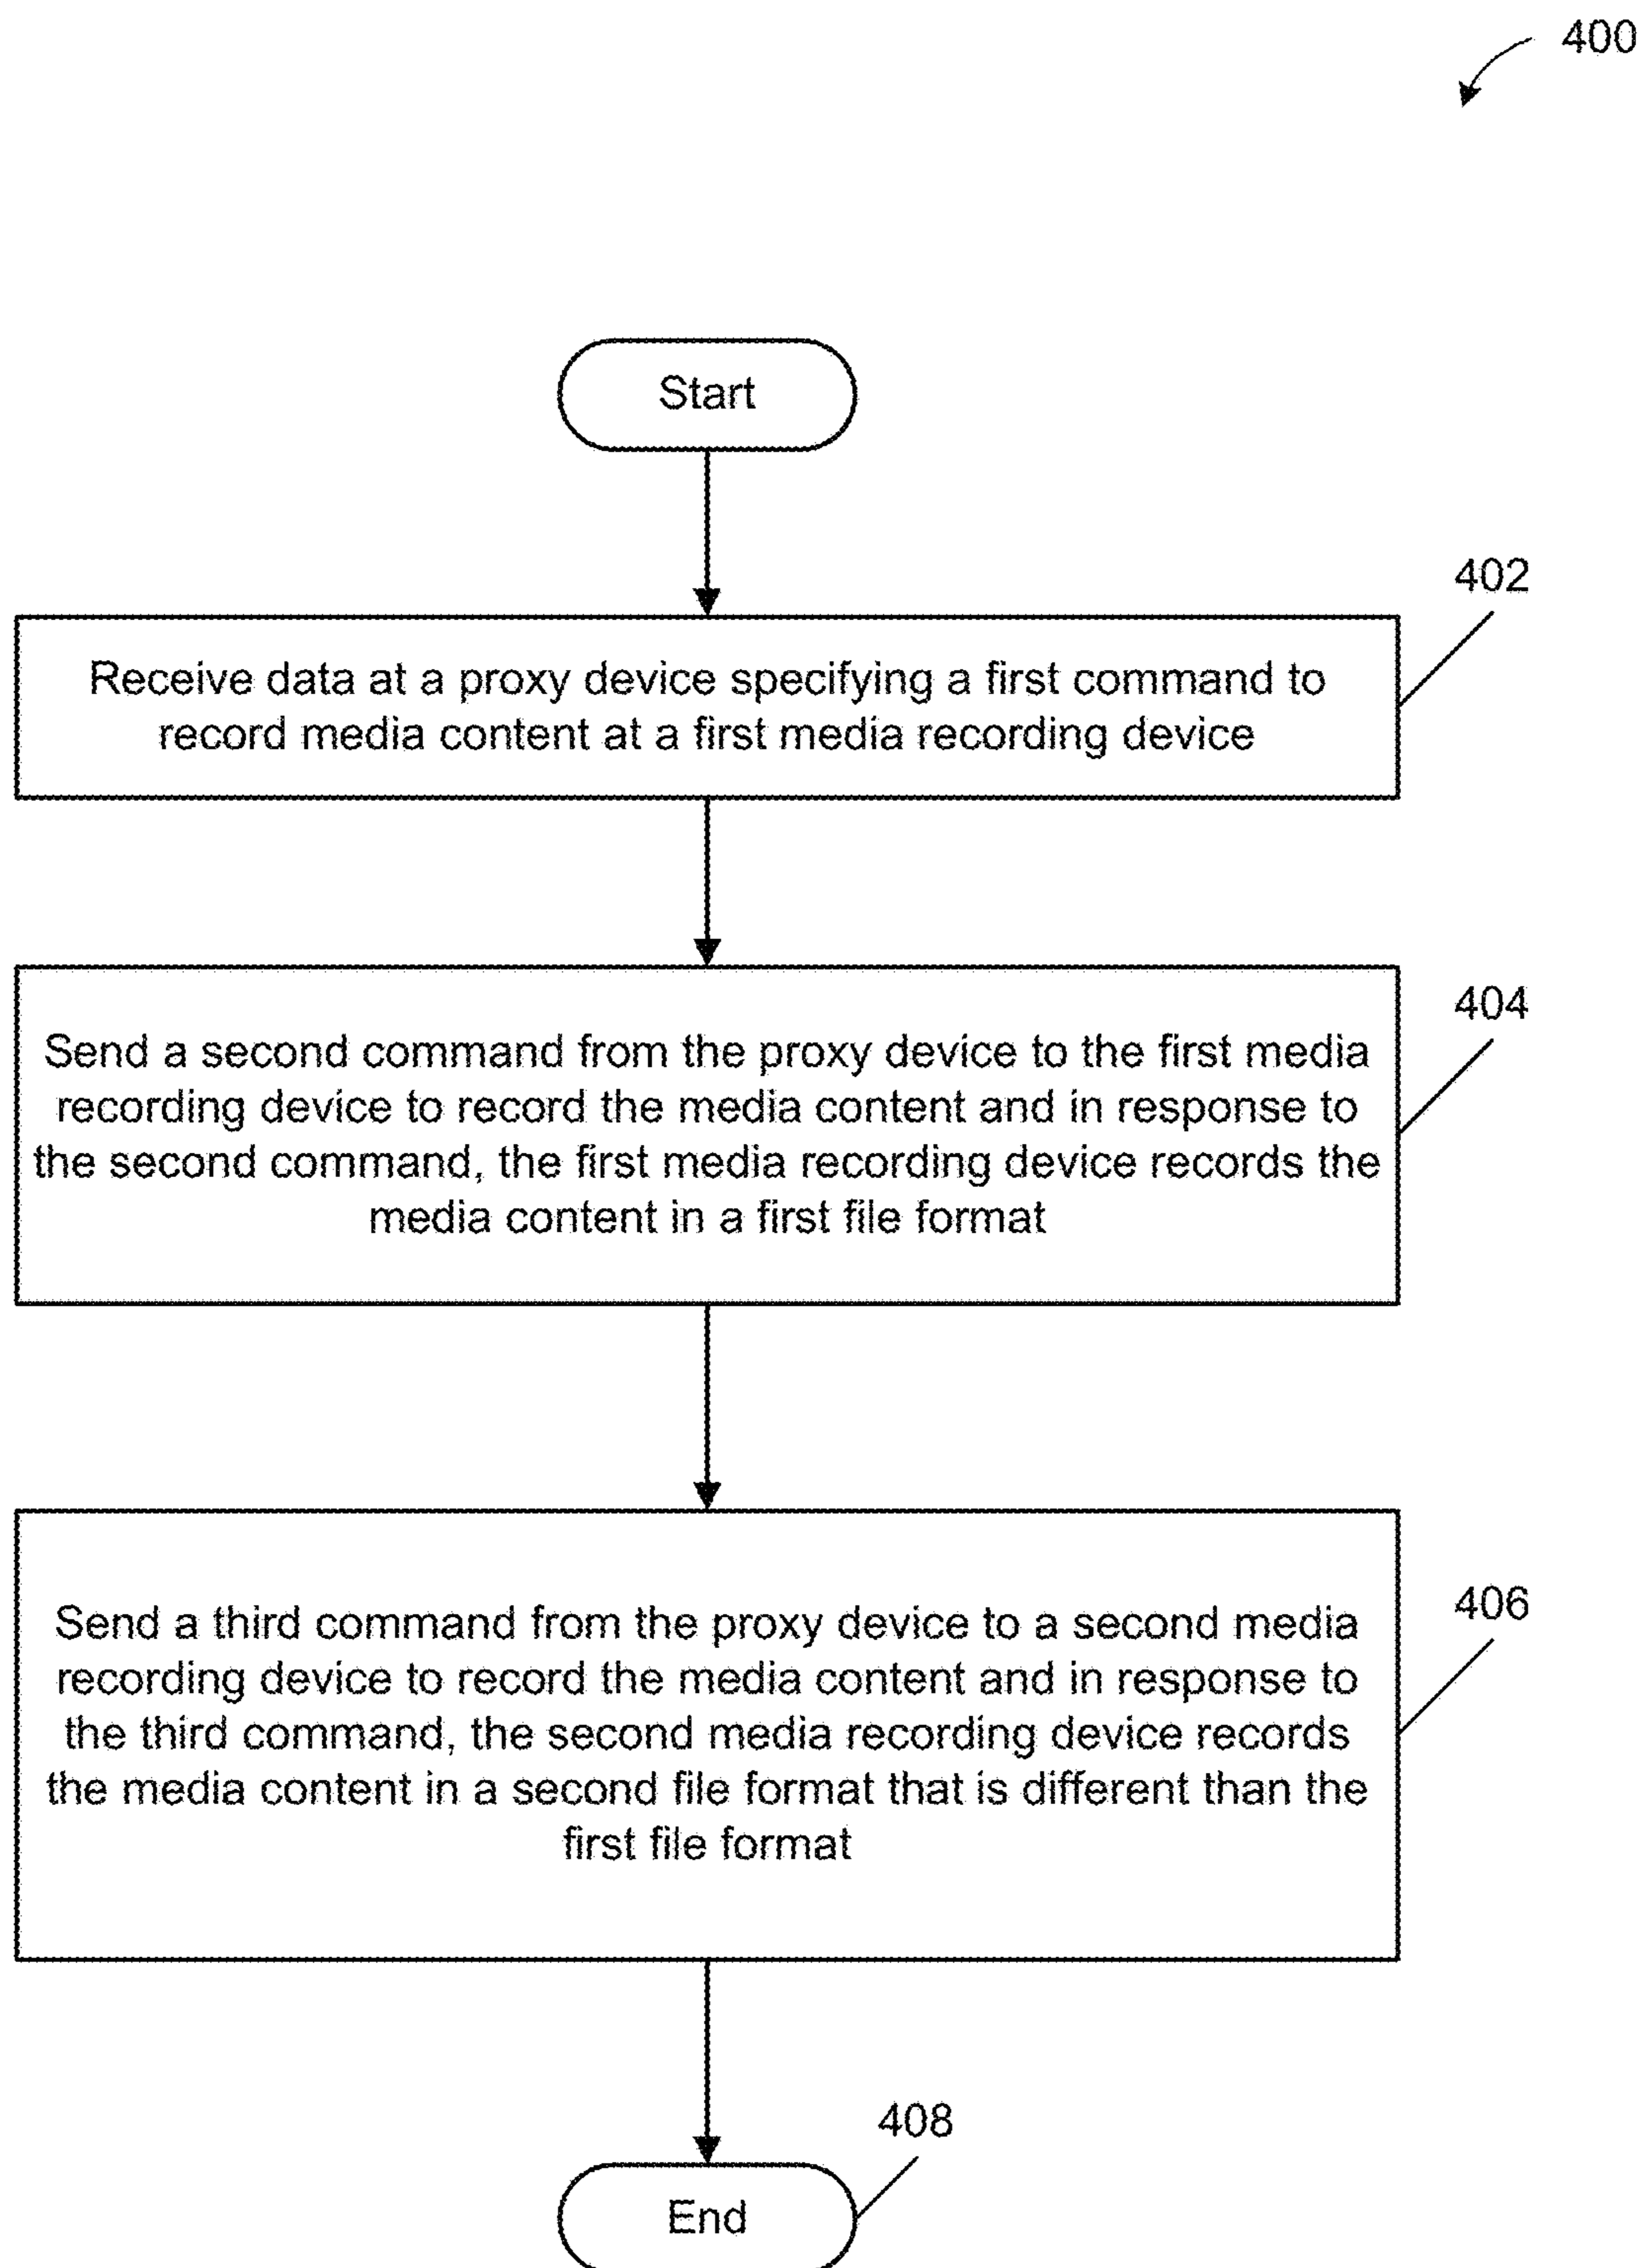 400
Start
402
Receive data at a proxy device specifying a first command to
record media content at a first media recording device
404
Send a second command from the proxy device to the first media
recording device to record the media content and in response to
the second command, the first media recording device records the
media content in a first file format
406
Send a third command from the proxy device to a second media
recording device to record the media content and in response to
the third command, the second media recording device records
the media content in a second file format that is different than the
first file format
408
End